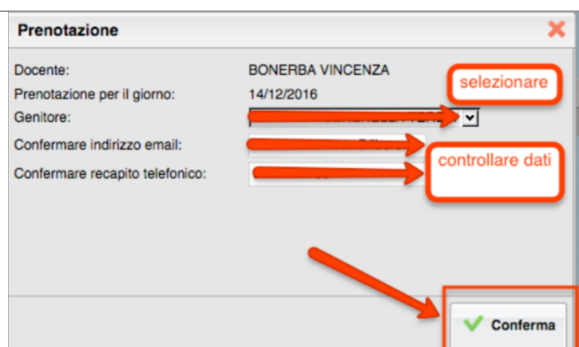 Prenotazione
Docente: BONERBA VINCENZA
selezionare
Prenotazione per il giorno: 14/12/2016
Genitore:
Confermare indirizzo email:
controllare dati
Confermare recapito telefonico:
Conferma